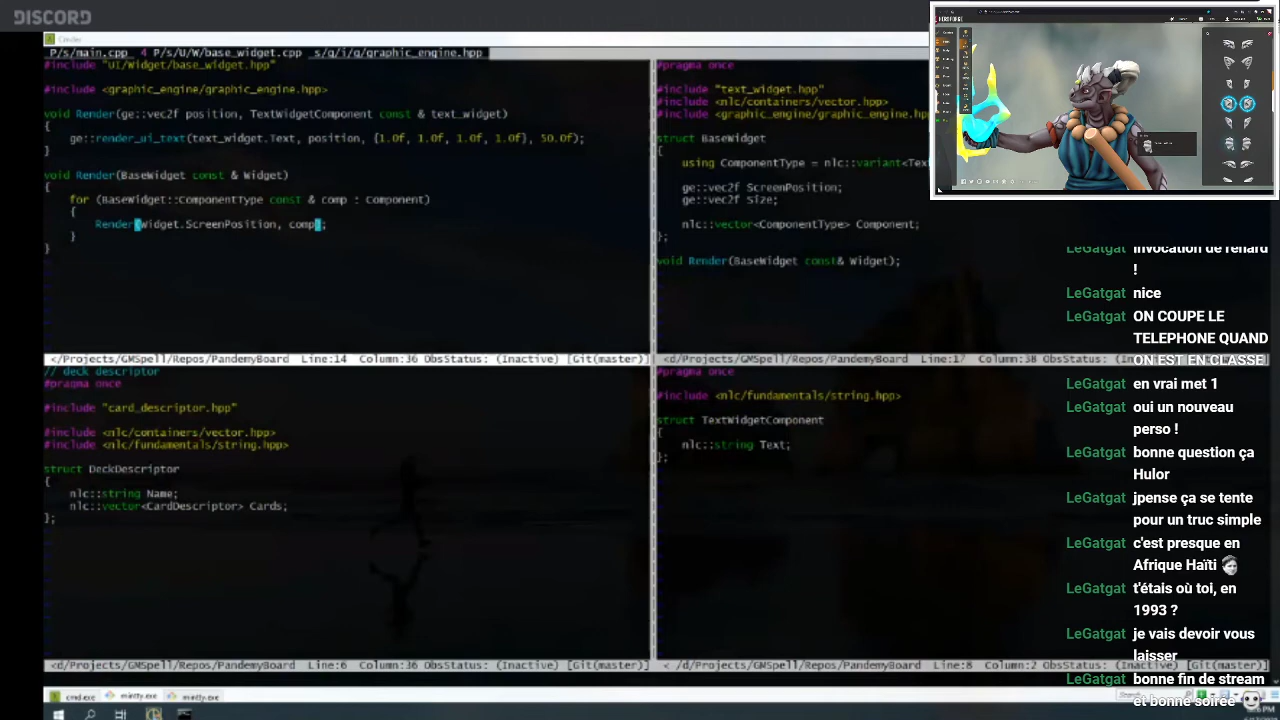 DISCORD
Cmder
P/s/main.cpp 4 P/s/U/W/base_widget.cpp s/g/i/g/graphic_engine.hpp
#include "UI/Widget/base_widget.hpp"
#include <graphic_engine/graphic_engine.hpp>
void Render(ge::vec2f position, TextWidgetComponent const & text_widget)
{
ge::render_ui_text(text_widget.Text, position, {1.0f, 1.0f, 1.0f, 1.0f}, 50.0f);
}
void Render(BaseWidget const & Widget)
{
for (BaseWidget::ComponentType const & comp : Component)
{
Render(Widget.ScreenPosition, comp);
}
}
</Projects/GMSpell/Repos/PandemyBoard Line:14 Column:36 ObsStatus: (Inactive) [Git(master)]
#pragma once
#include "text_widget.hpp"
#include <nlc/containers/vector.hpp>
#include <graphic_engine/graphic_engine.hpp
struct BaseWidget
{
using ComponentType = nlc::variant<Text
ge::vec2f ScreenPosition;
ge::vec2f Size;
nlc::vector<ComponentType> Component;
};
void Render(BaseWidget const& Widget);
</Projects/GMSpell/Repos/PandemyBoard Line:17 Column:38 ObsStatus: (Inactive) [Git(master)]
// deck descriptor
#pragma once
#include "card_descriptor.hpp"
#include <nlc/containers/vector.hpp>
#include <nlc/fundamentals/string.hpp>
struct DeckDescriptor
{
nlc::string Name;
nlc::vector<CardDescriptor> Cards;
};
<d/Projects/GMSpell/Repos/PandemyBoard Line:6 Column:36 ObsStatus: (Inactive) [Git(master)]
#pragma once
#include <nlc/fundamentals/string.hpp>
struct TextWidgetComponent
{
nlc::string Text;
};
< /d/Projects/GMSpell/Repos/PandemyBoard Line:8 Column:2 ObsStatus: (Inactive) [Git(master)]
cmd.exe mintty.exe mintty.exe
Search
HEROFORGE
LeGatgat invocation de renard
!
LeGatgat nice
LeGatgat ON COUPE LE
TELEPHONE QUAND
ON EST EN CLASSE
LeGatgat en vrai met 1
LeGatgat oui un nouveau
perso !
LeGatgat bonne question ça
Hulor
LeGatgat jpense ça se tente
pour un truc simple
LeGatgat c'est presque en
Afrique Haïti
LeGatgat t'étais où toi, en
1993 ?
LeGatgat je vais devoir vous
laisser
LeGatgat bonne fin de stream
et bonne soirée